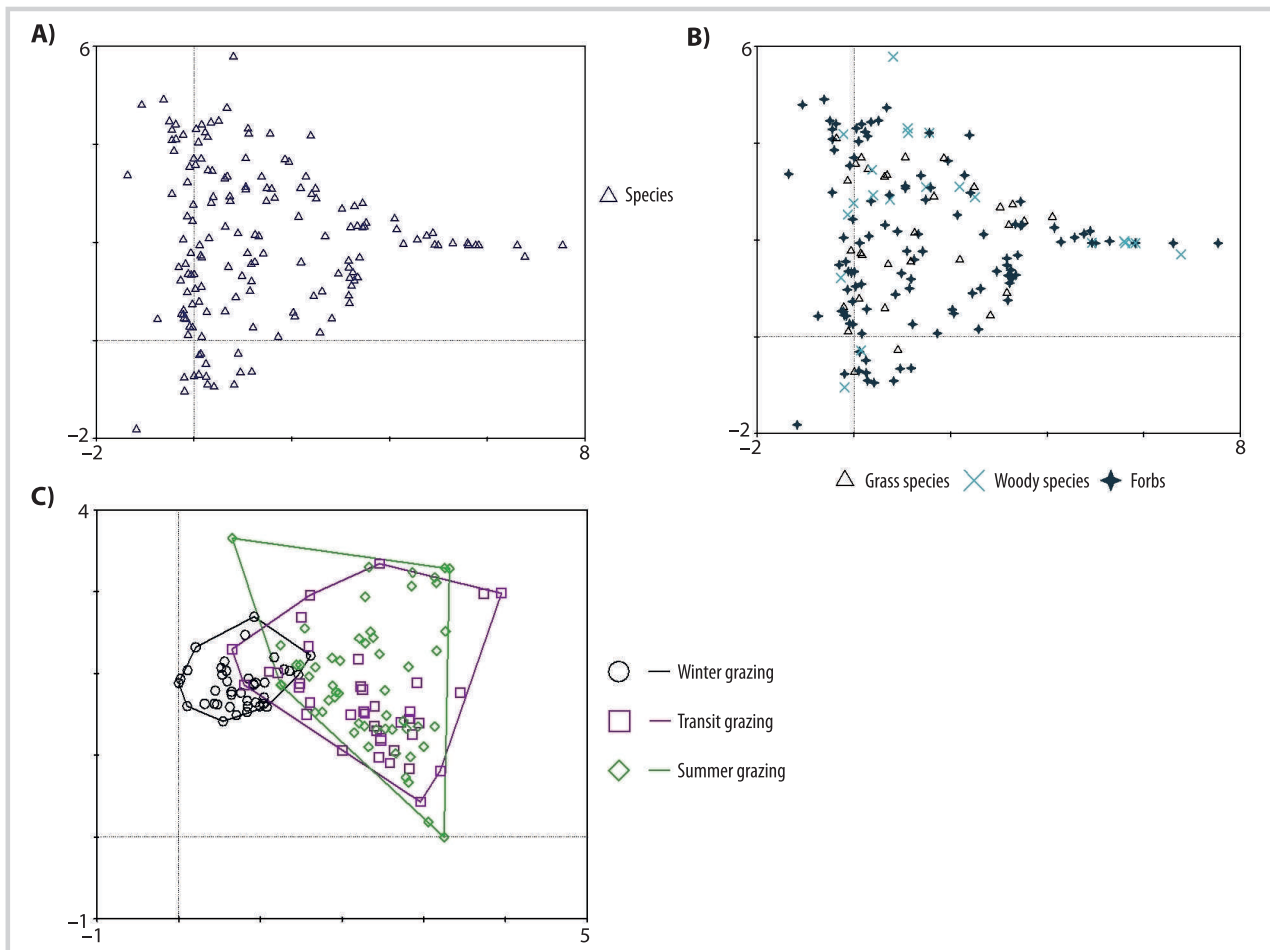 A)
6
−2
−2
8
Species
B)
6
−2
−2
8
Grass species
Woody species
Forbs
C)
4
−1
−1
5
Winter grazing
Transit grazing
Summer grazing